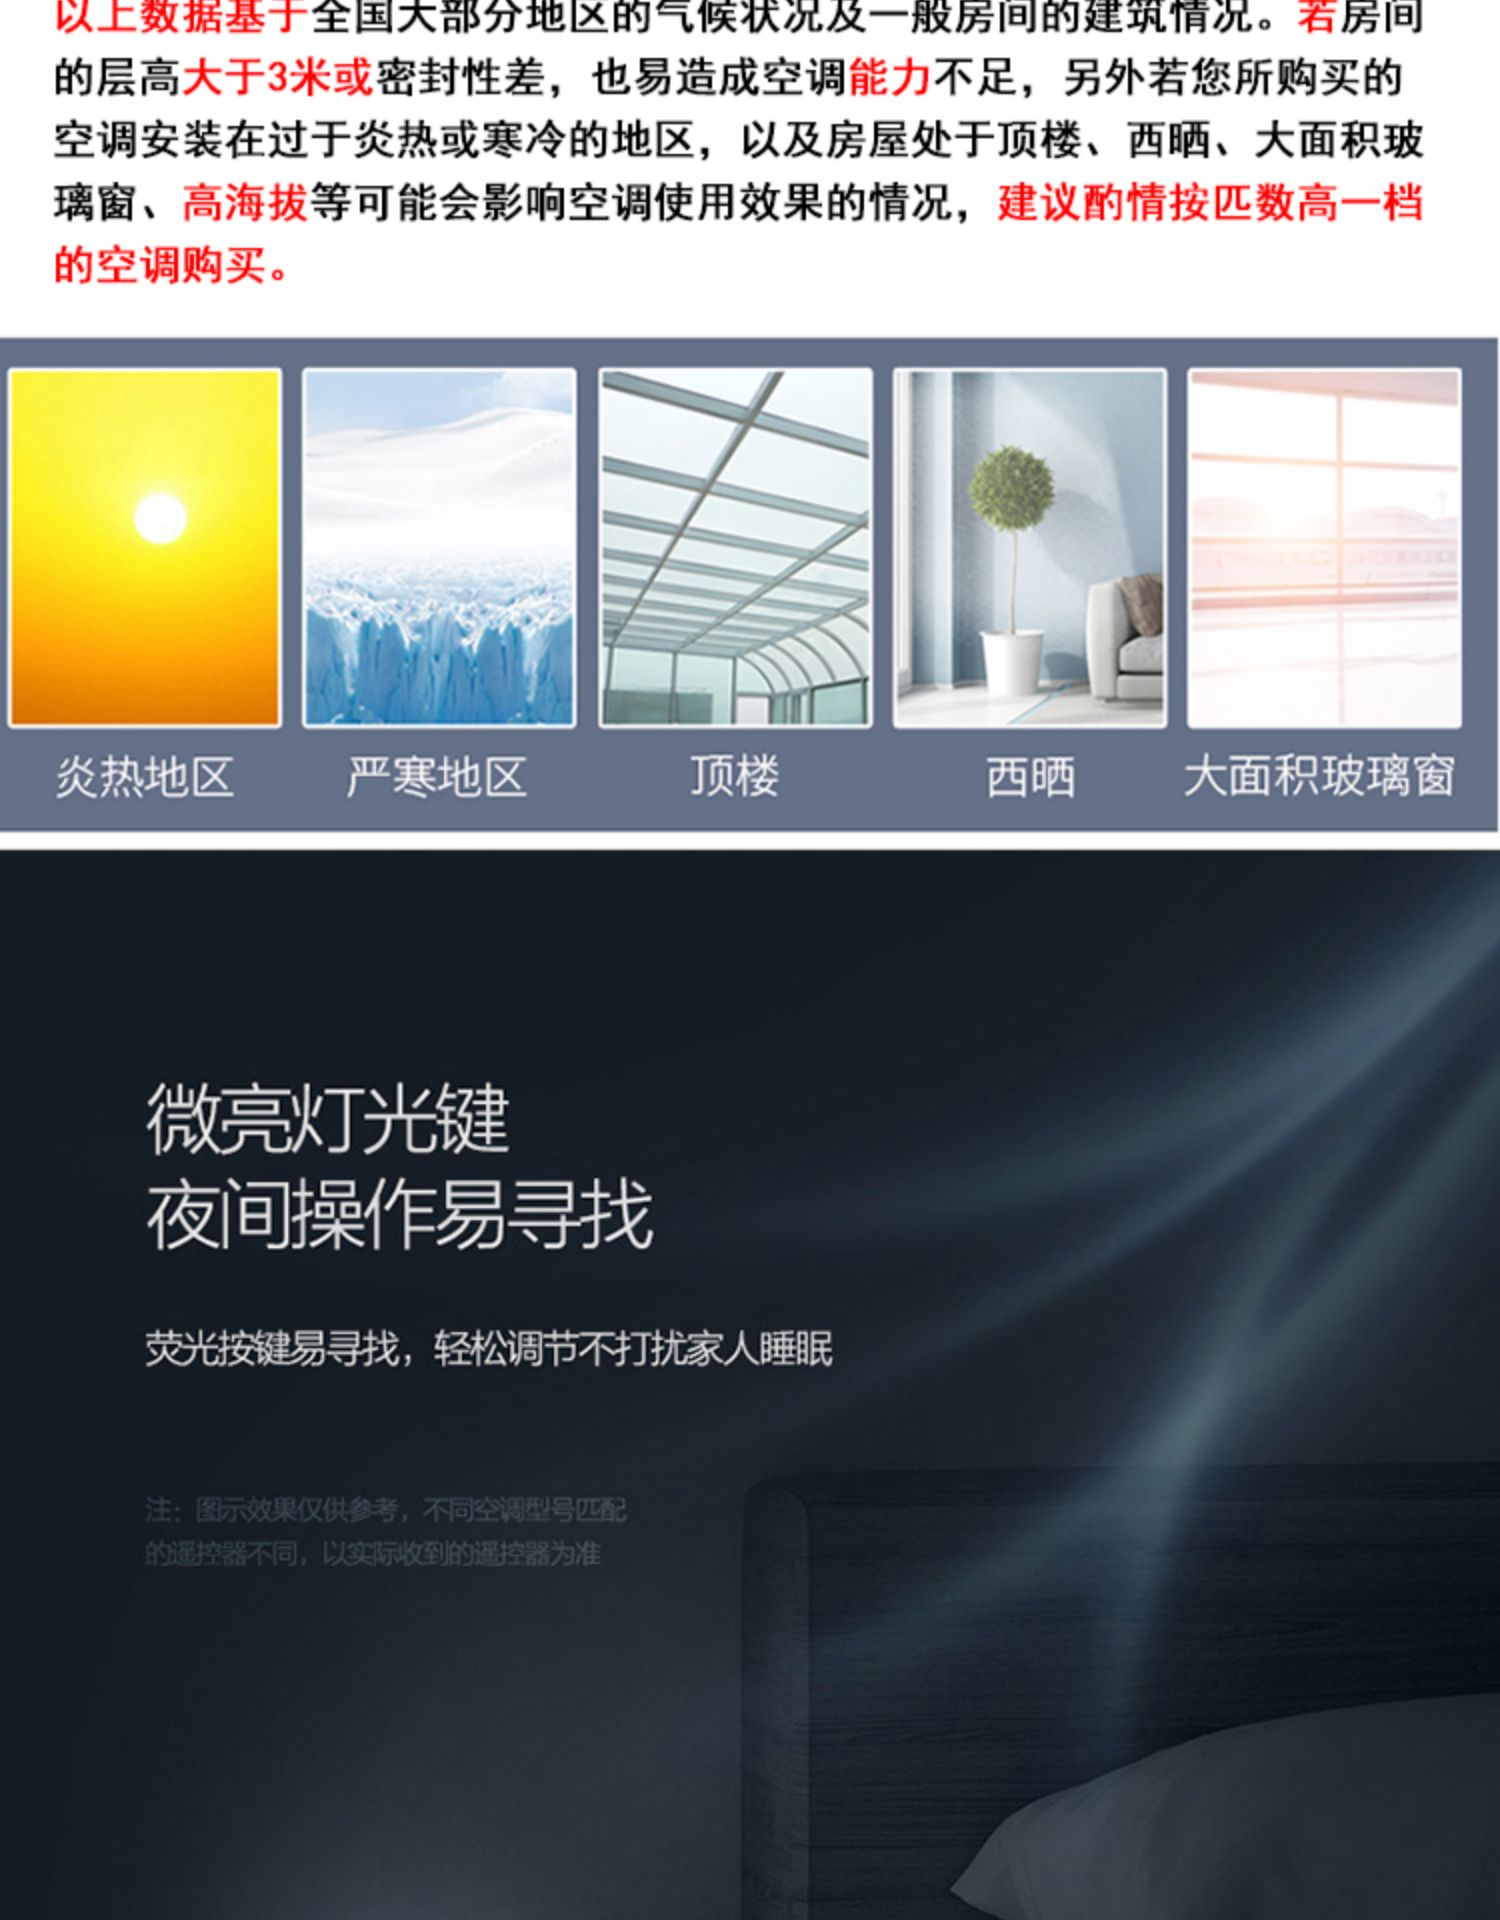 以上数据基于全国大部分地区的气候状况及一般房间的建筑情况。若房间
的层高大于3米或密封性差，也易造成空调能力不足，另外若您所购买的
空调安装在过于炎热或寒冷的地区，以及房屋处于顶楼、西晒、大面积玻
璃窗、高海拔等可能会影响空调使用效果的情况，建议酌情按匹数高一档
的空调购买。
炎热地区
严寒地区
顶楼
西晒
大面积玻璃窗
微亮灯光键
夜间操作易寻找
荧光按键易寻找，轻松调节不打扰家人睡眠
注：图示效果仅供参考，不同空调型号匹配
的遥控器不同，以实际收到的遥控器为准